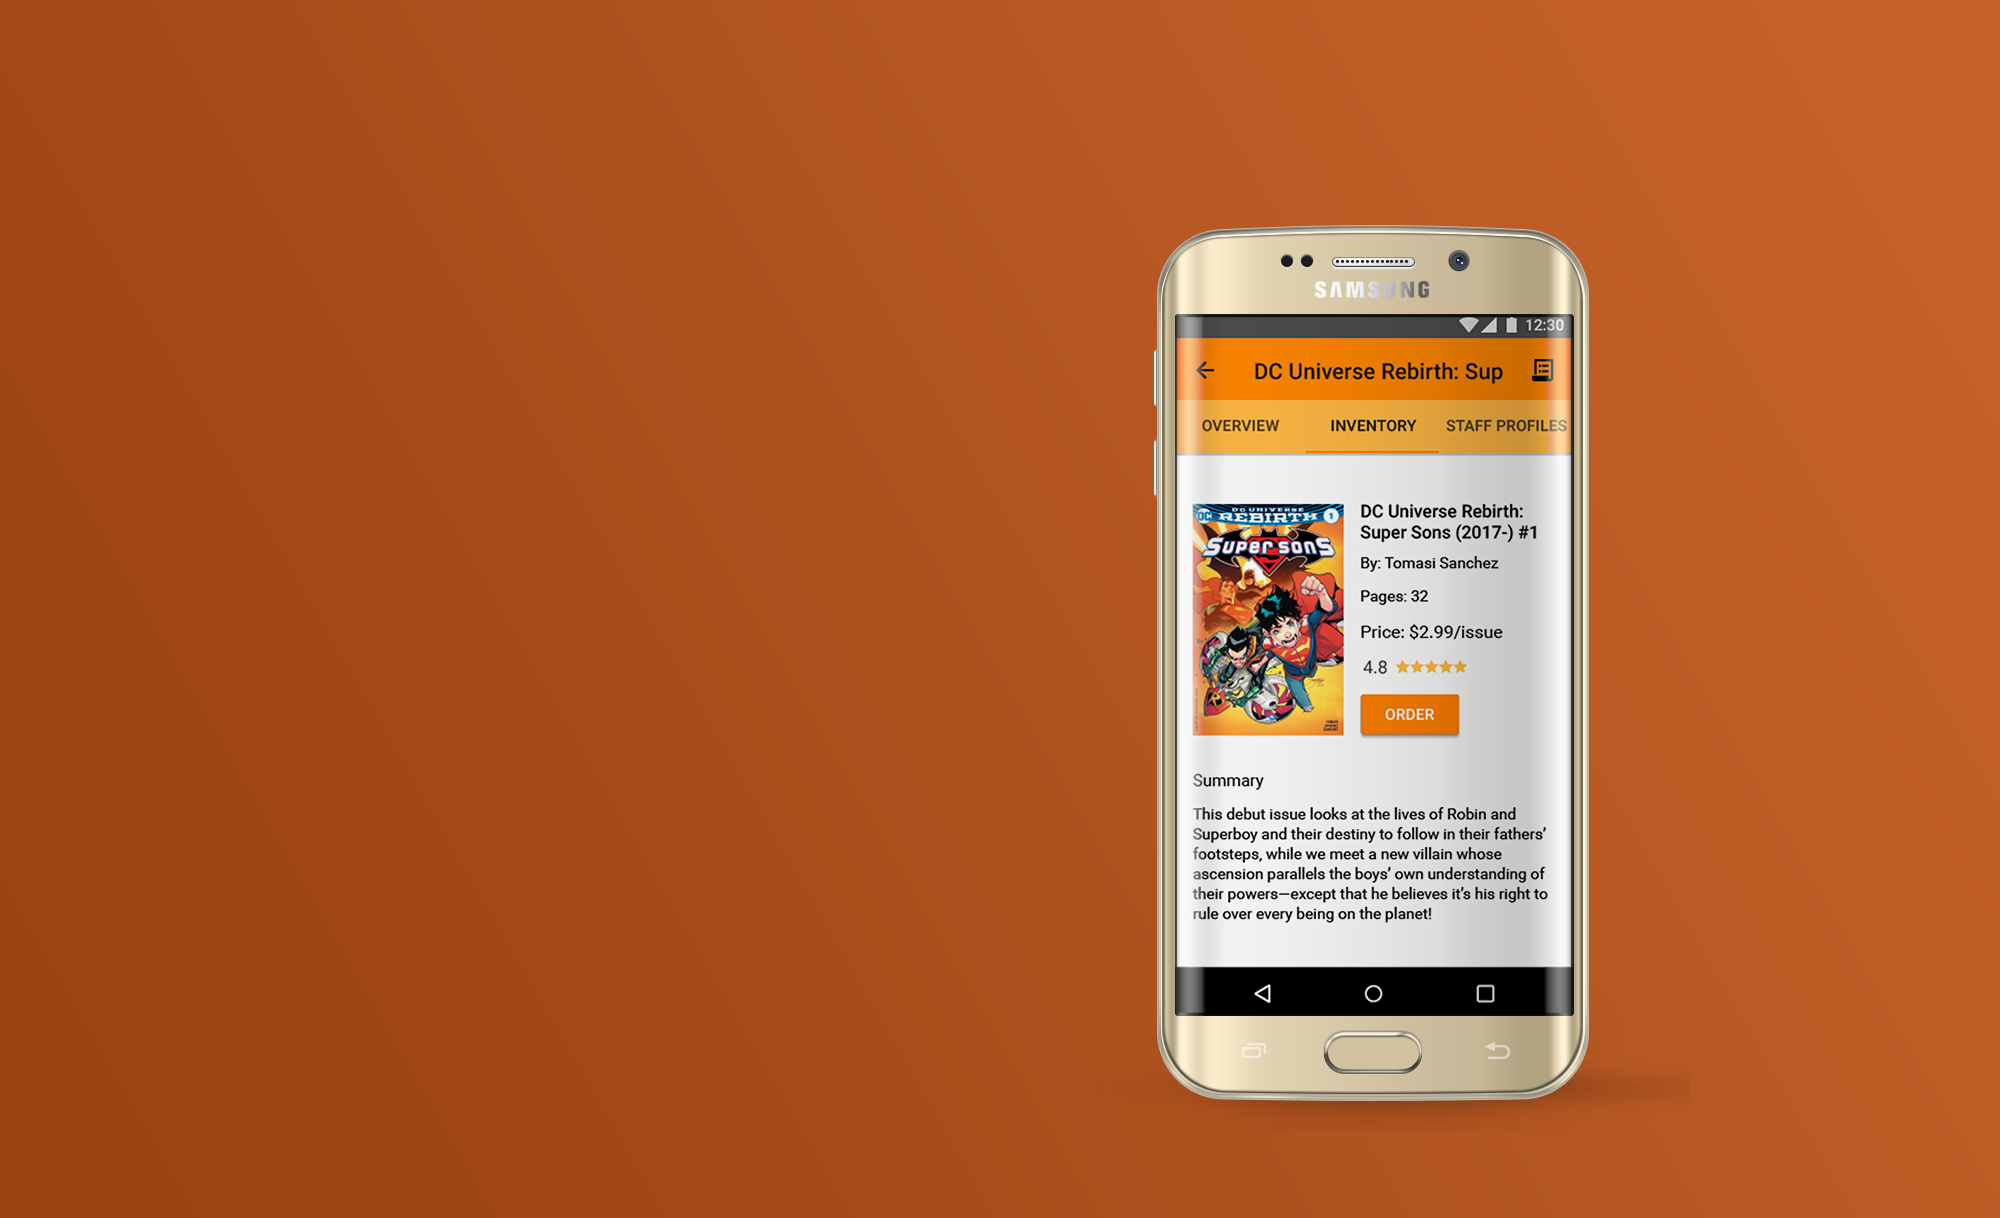 SAMSUNG
12:30
DC Universe Rebirth: Sup
OVERVIEW INVENTORY STAFF PROFILES
DC UNIVERSE
DC REBIRTH 1
SUPER SONS
DC Universe Rebirth:
Super Sons (2017-) #1
By: Tomasi Sanchez
Pages: 32
Price: $2.99/issue
4.8
ORDER
Summary
This debut issue looks at the lives of Robin and
Superboy and their destiny to follow in their fathers’
footsteps, while we meet a new villain whose
ascension parallels the boys’ own understanding of
their powers—except that he believes it’s his right to
rule over every being on the planet!